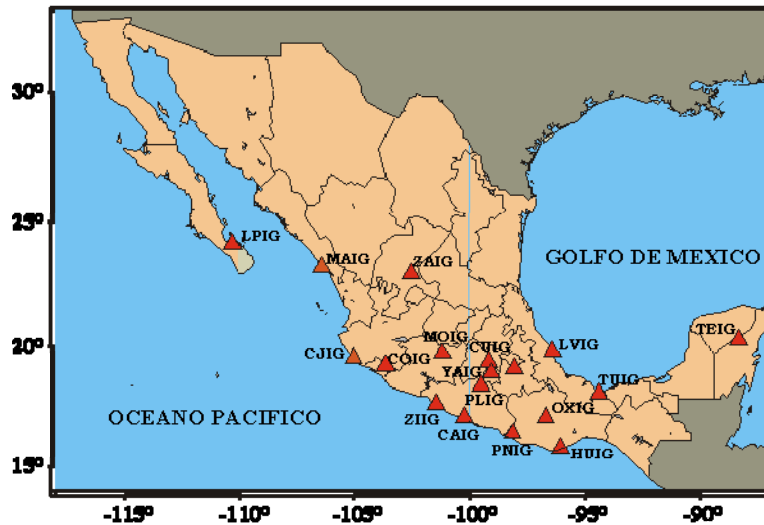 30º
25º
20º
15º
LPIG
MAIG
ZAIG
GOLFO DE MEXICO
TEIG
MOIG
CUIG
LVIG
CJIG
COIG
YAIG
TUIG
PLIG
OXIG
OCEANO PACIFICO
ZIIG
CAIG
PNIG
HUIG
-115º
-110º
-105º
-100º
-95º
-90º